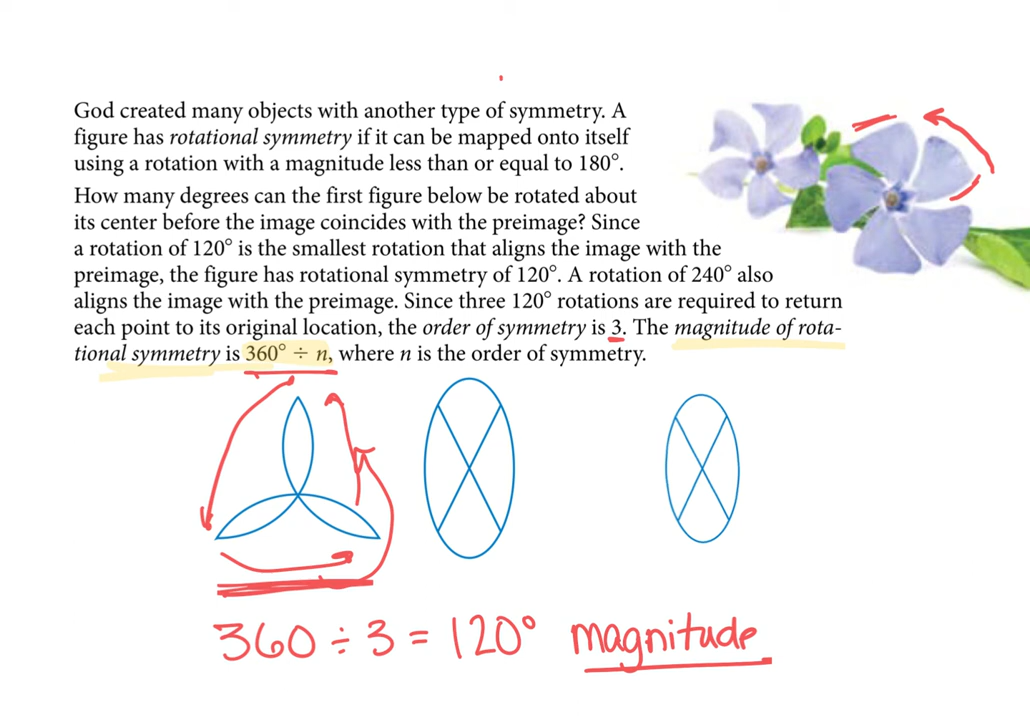 God created many objects with another type of symmetry. A
figure has rotational symmetry if it can be mapped onto itself
using a rotation with a magnitude less than or equal to 180°.
How many degrees can the first figure below be rotated about
its center before the image coincides with the preimage? Since
a rotation of 120° is the smallest rotation that aligns the image with the
preimage, the figure has rotational symmetry of 120°. A rotation of 240° also
aligns the image with the preimage. Since three 120° rotations are required to return
each point to its original location, the order of symmetry is 3. The magnitude of rota-
tional symmetry is 360° ÷ n, where n is the order of symmetry.
360 ÷ 3 = 120° magnitude